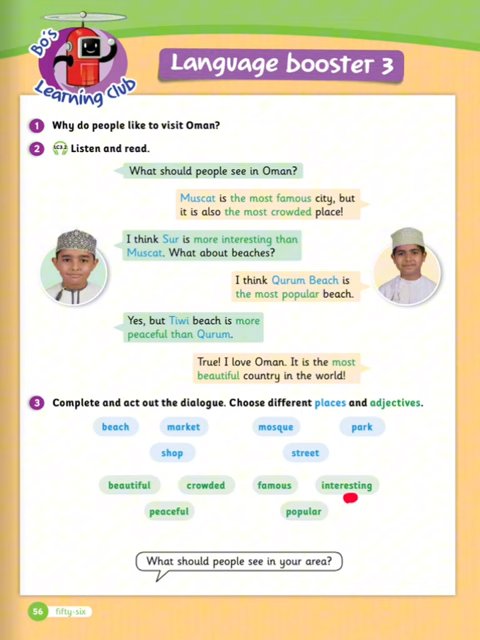 Bo's
Learning Club
Language booster 3
1 Why do people like to visit Oman?
2 Listen and read.
What should people see in Oman?
Muscat is the most famous city, but
it is also the most crowded place!
I think Sur is more interesting than
Muscat. What about beaches?
I think Qurum Beach is
the most popular beach.
Yes, but Tiwi beach is more
peaceful than Qurum.
True! I love Oman. It is the most
beautiful country in the world!
3 Complete and act out the dialogue. Choose different places and adjectives.
beach market mosque park
shop street
beautiful crowded famous interesting
peaceful popular
What should people see in your area?
56 fifty-six